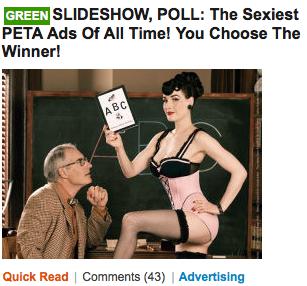 GREEN SLIDESHOW, POLL: The Sexiest
PETA Ads Of All Time! You Choose The
Winner!
ABC
ABC
Quick Read | Comments (43) | Advertising